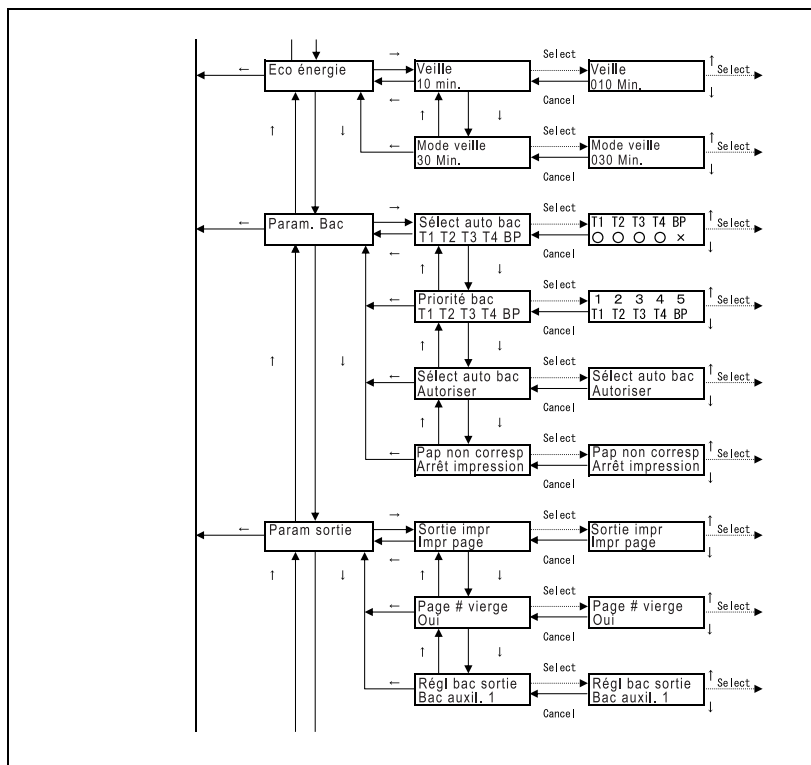 → Select
← Eco énergie Veille Veille ↑ Select
10 min. 010 Min.
← Cancel ↓
↑ ↓ ↑ ↓ Select
← Mode veille Mode veille ↑ Select
30 Min. 030 Min.
Cancel ↓
→ Select
← Param. Bac Sélect auto bac T1 T2 T3 T4 BP ↑ Select
T1 T2 T3 T4 BP ○ ○ ○ ○ ×
← Cancel ↓
↑ ↓ Select
← Priorité bac 1 2 3 4 5 ↑ Select
T1 T2 T3 T4 BP T1 T2 T3 T4 BP
Cancel ↓
↑ ↓ ↑ ↓ Select
← Sélect auto bac Sélect auto bac ↑ Select
Autoriser Autoriser
Cancel ↓
↑ ↓ Select
← Pap non corresp Pap non corresp ↑ Select
Arrêt impression Arrêt impression
Cancel ↓
→ Select
← Param sortie Sortie impr Sortie impr ↑ Select
Impr page Impr page
← Cancel ↓
↑ ↓ ↑ ↓ Select
← Page # vierge Page # vierge ↑ Select
Oui Oui
Cancel ↓
↑ ↓ Select
← Régl bac sortie Régl bac sortie ↑ Select
Bac auxil. 1 Bac auxil. 1
Cancel ↓